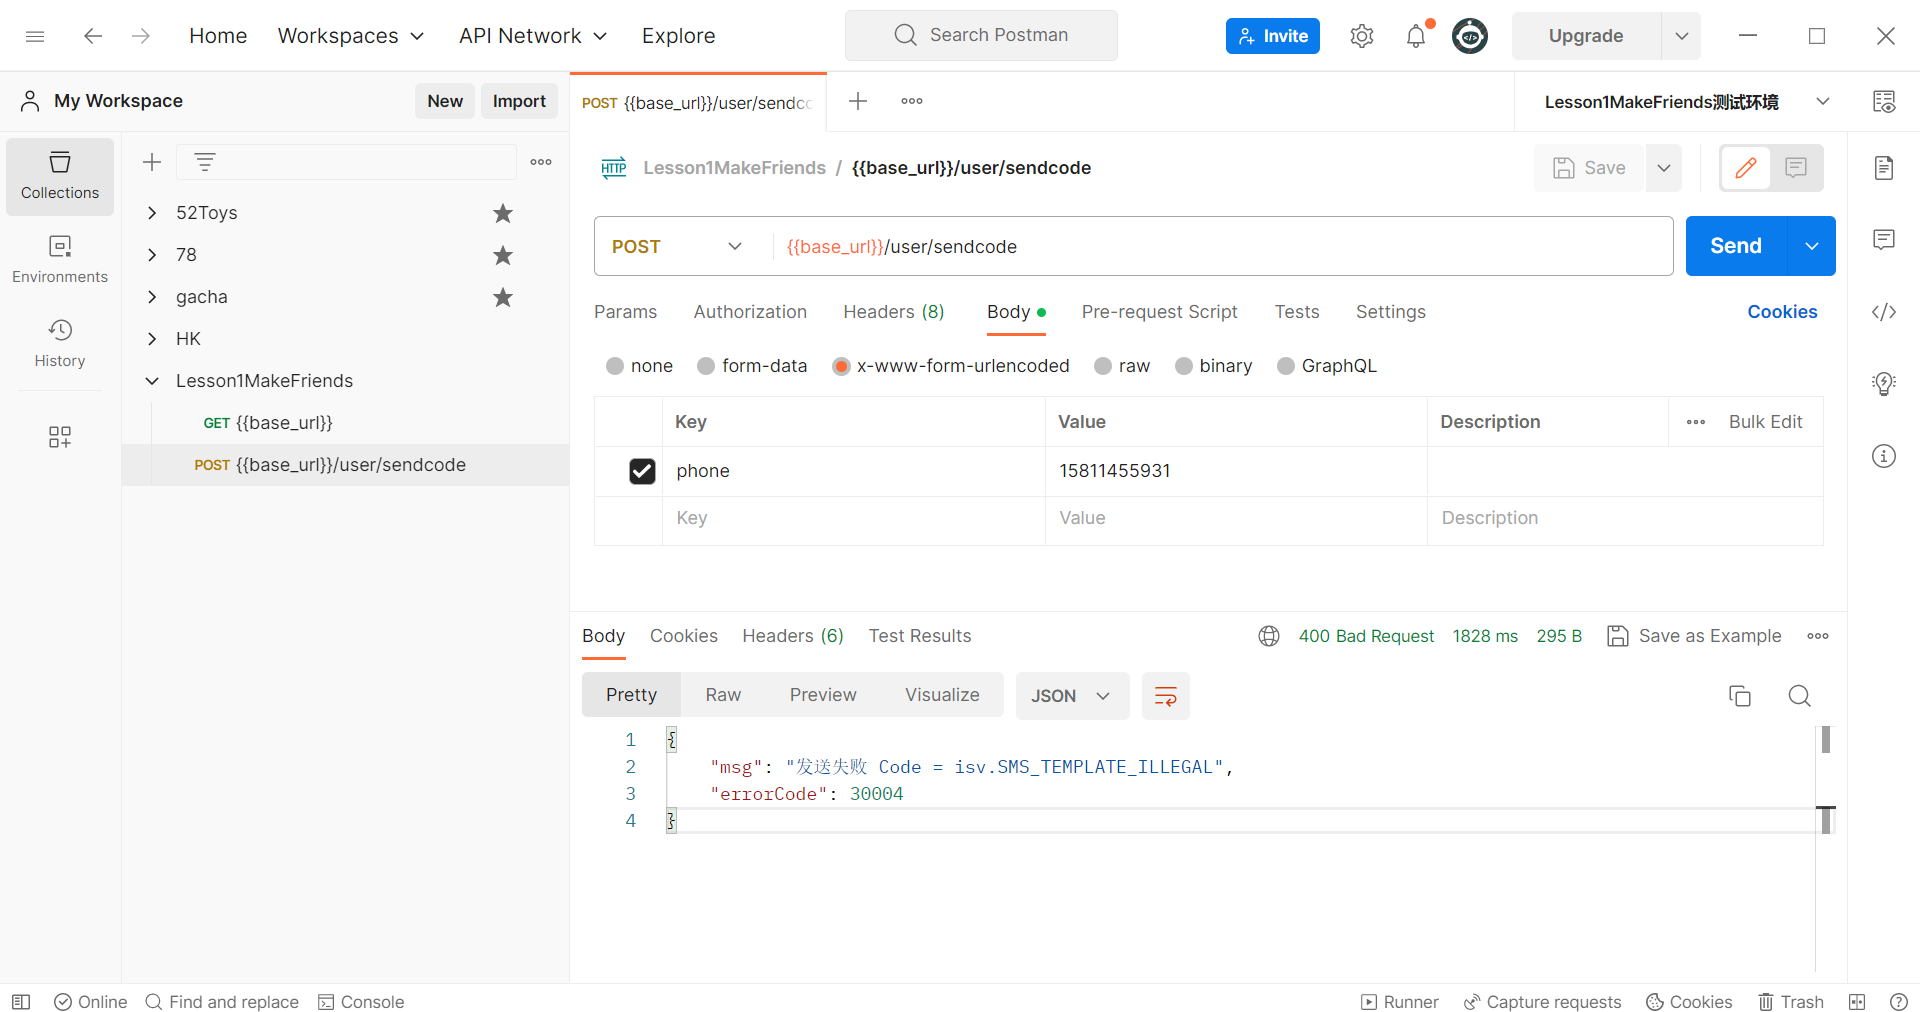 Home Workspaces API Network Explore Search Postman Invite Upgrade
My Workspace New Import
POST {{base_url}}/user/sendcc
Lesson1MakeFriends测试环境
Lesson1MakeFriends / {{base_url}}/user/sendcode Save
Collections
Environments
History
52Toys
78
gacha
HK
Lesson1MakeFriends
GET {{base_url}}
POST {{base_url}}/user/sendcode
POST {{base_url}}/user/sendcode Send
Params Authorization Headers (8) Body Pre-request Script Tests Settings Cookies
none form-data x-www-form-urlencoded raw binary GraphQL
Key Value Description Bulk Edit
phone 15811455931
Key Value Description
Body Cookies Headers (6) Test Results 400 Bad Request 1828 ms 295 B Save as Example
Pretty Raw Preview Visualize JSON
1 {
2 "msg": "发送失败 Code = isv.SMS_TEMPLATE_ILLEGAL",
3 "errorCode": 30004
4 }
Online Find and replace Console Runner Capture requests Cookies Trash